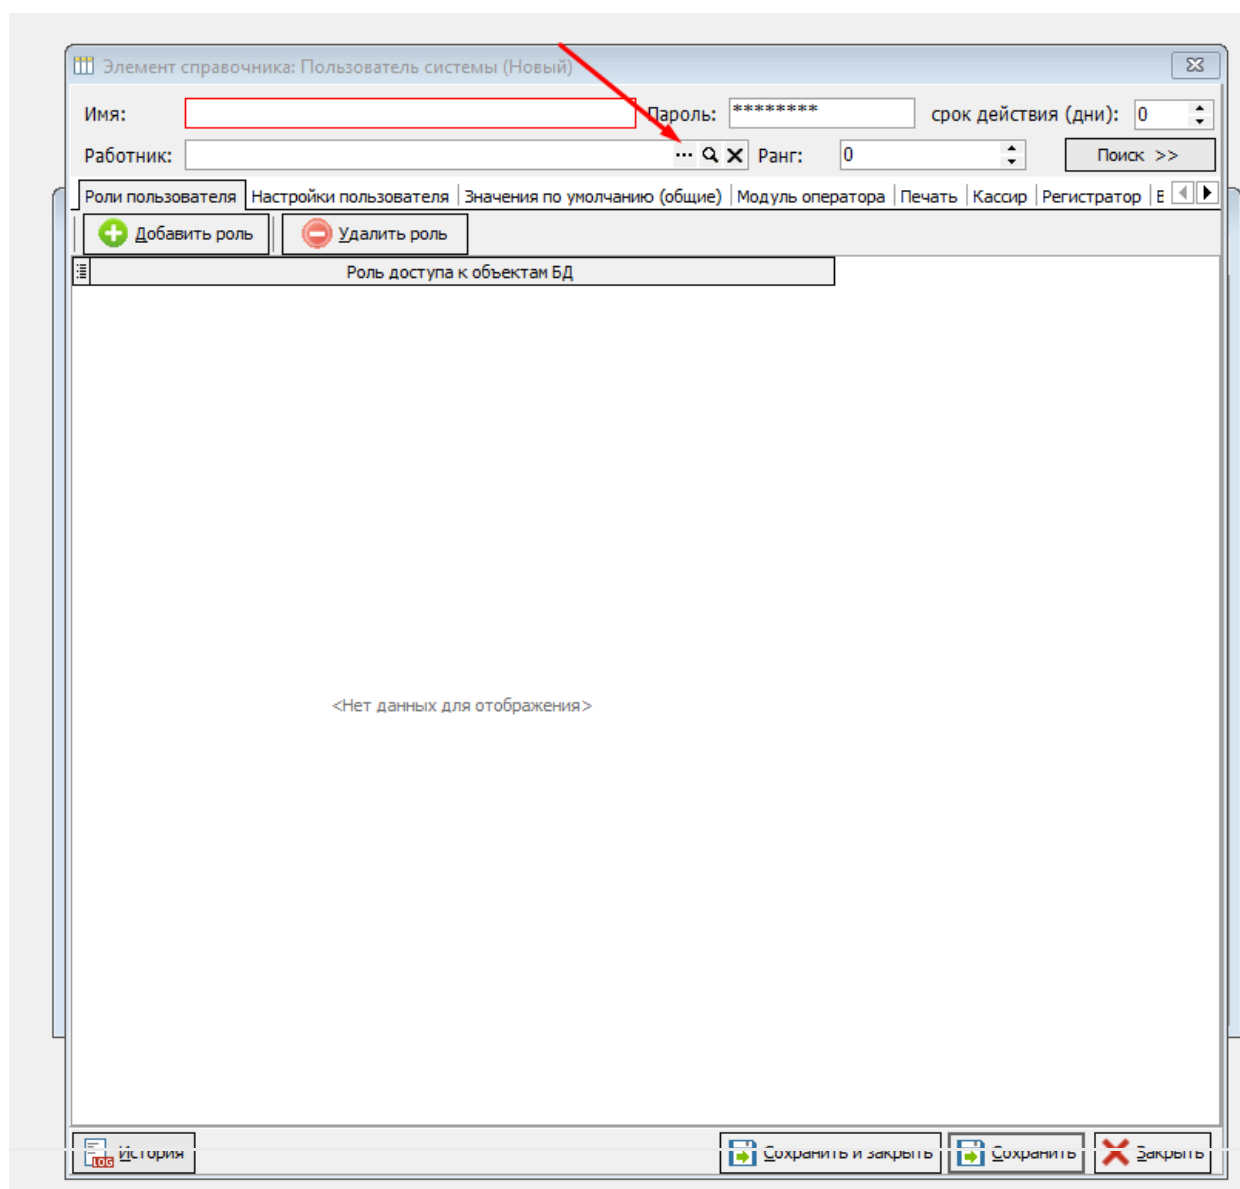 Элемент справочника: Пользователь системы (Новый)
Имя: Пароль: ******** срок действия (дни): 0
Работник: ... Ранг: 0 Поиск >>
Роли пользователя Настройки пользователя Значения по умолчанию (общие) Модуль оператора Печать Кассир Регистратор
Добавить роль Удалить роль
Роль доступа к объектам БД
<Нет данных для отображения>
LOG История Сохранить и закрыть Сохранить Закрыть